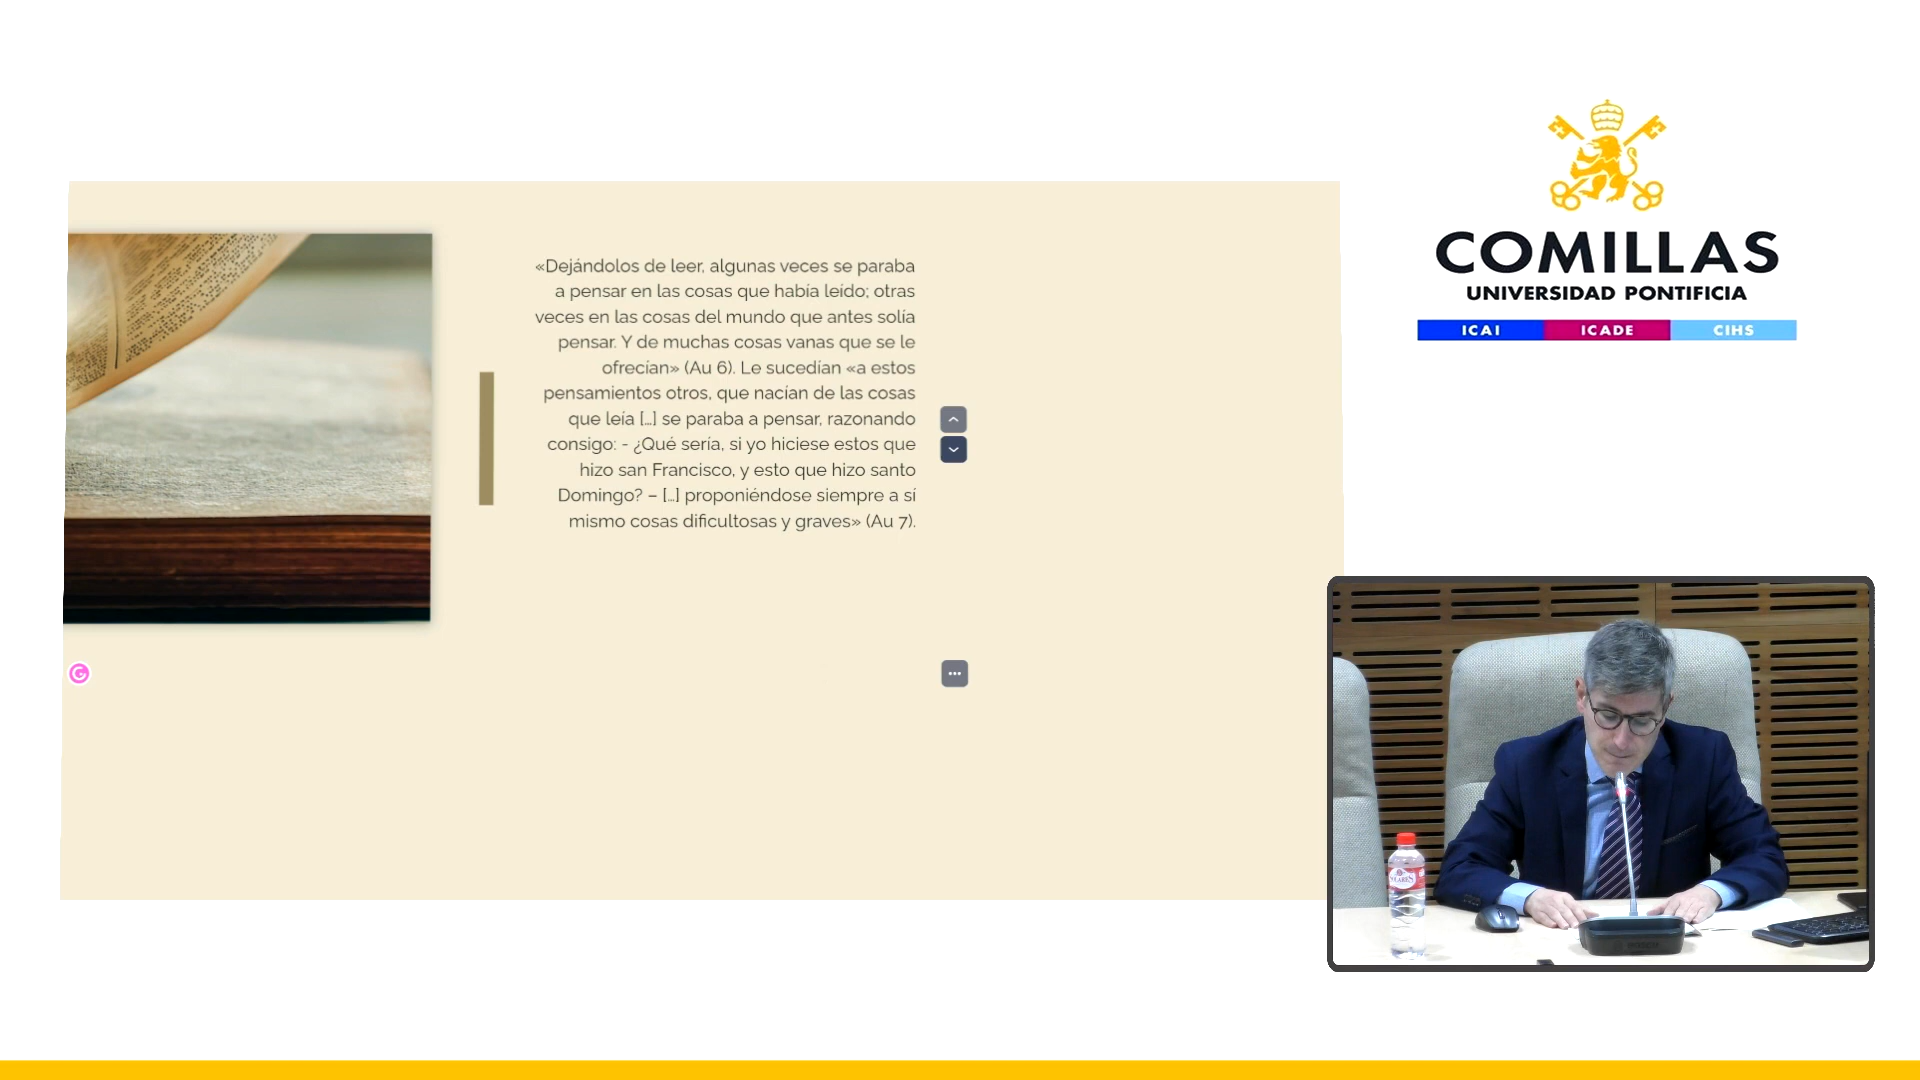 «Dejándolos de leer, algunas veces se paraba
a pensar en las cosas que había leído; otras
veces en las cosas del mundo que antes solía
pensar. Y de muchas cosas vanas que se le
ofrecían» (Au 6). Le sucedían «a estos
pensamientos otros, que nacían de las cosas
que leía [...] se paraba a pensar, razonando
consigo: - ¿Qué sería, si yo hiciese estos que
hizo san Francisco, y esto que hizo santo
Domingo? – [...] proponiéndose siempre a sí
mismo cosas dificultosas y graves» (Au 7).
COMILLAS
UNIVERSIDAD PONTIFICIA
ICAI ICADE CIHS